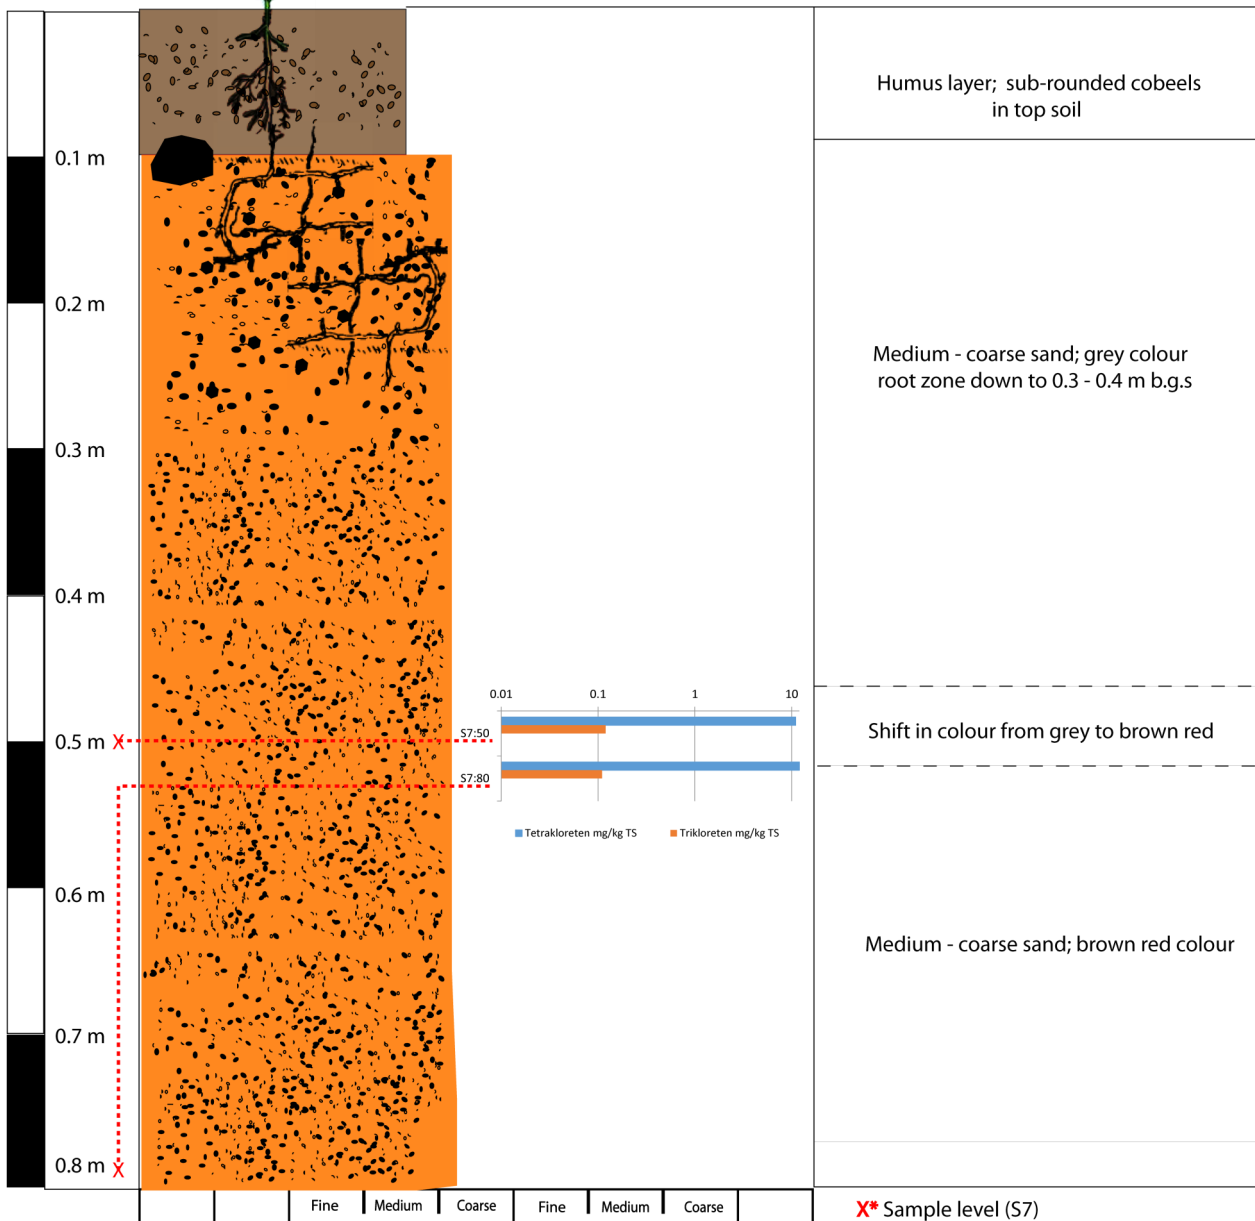 Humus layer; sub-rounded cobeels
in top soil
0.1 m
0.2 m
Medium - coarse sand; grey colour
root zone down to 0.3 - 0.4 m b.g.s
0.3 m
0.4 m
0.01 0.1 1 10
S7:50
Shift in colour from grey to brown red
X 0.5 m
S7:80
Tetrakloreten mg/kg TS Trikloreten mg/kg TS
0.6 m
Medium - coarse sand; brown red colour
0.7 m
0.8 m
X
Fine Medium Coarse Fine Medium Coarse
X* Sample level (S7)